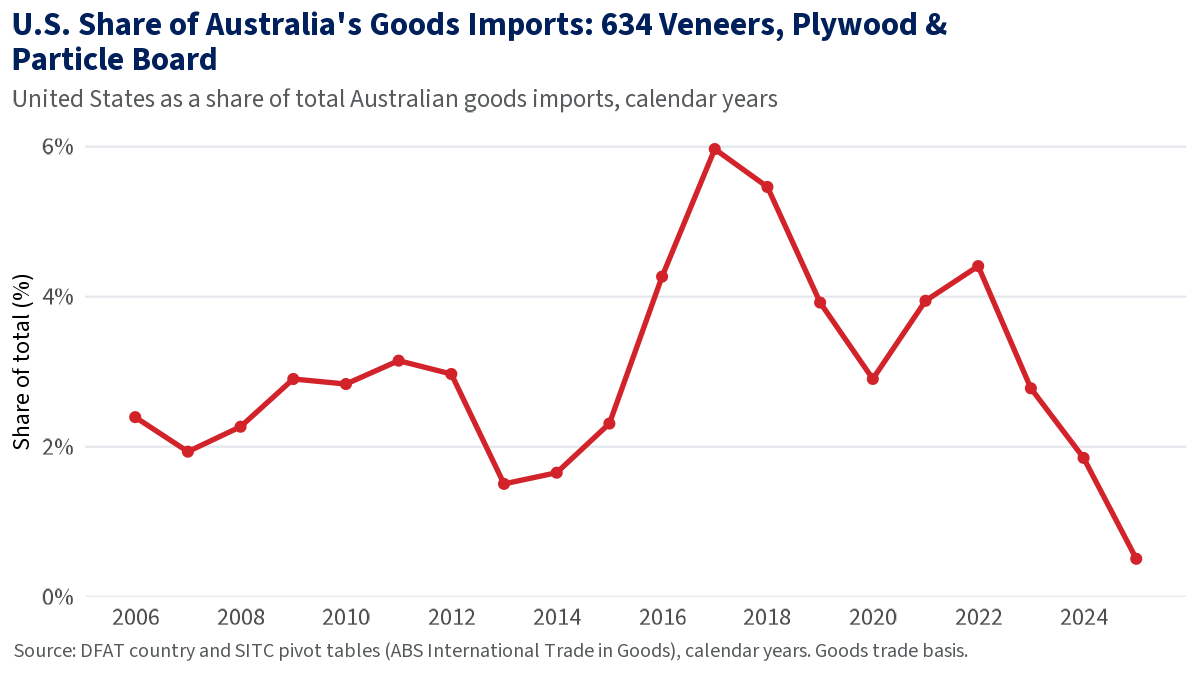 U.S. Share of Australia's Goods Imports: 634 Veneers, Plywood &
Particle Board
United States as a share of total Australian goods imports, calendar years
Share of total (%)
6%
4%
2%
0%
2006 2008 2010 2012 2014 2016 2018 2020 2022 2024
Source: DFAT country and SITC pivot tables (ABS International Trade in Goods), calendar years. Goods trade basis.